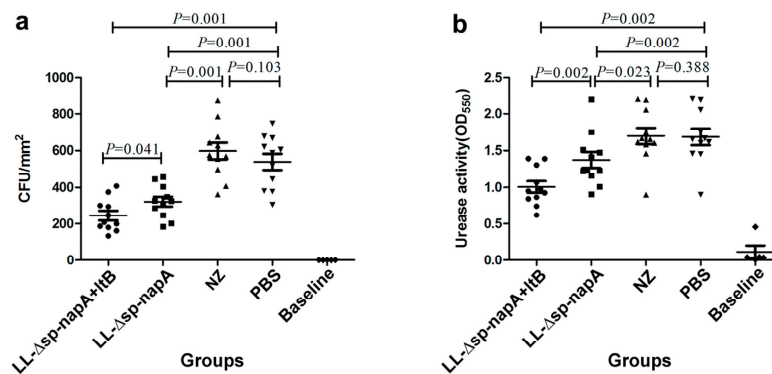 a
P=0.001
P=0.001
P=0.001
P=0.103
P=0.041
CFU/mm²
1000
800
600
400
200
0
LL-Δsp-napA+ltB
LL-Δsp-napA
NZ
PBS
Baseline
Groups
b
P=0.002
P=0.002
P=0.002
P=0.023
P=0.388
Urease activity(OD₅₅₀)
2.5
2.0
1.5
1.0
0.5
0.0
LL-Δsp-napA+ltB
LL-Δsp-napA
NZ
PBS
Baseline
Groups